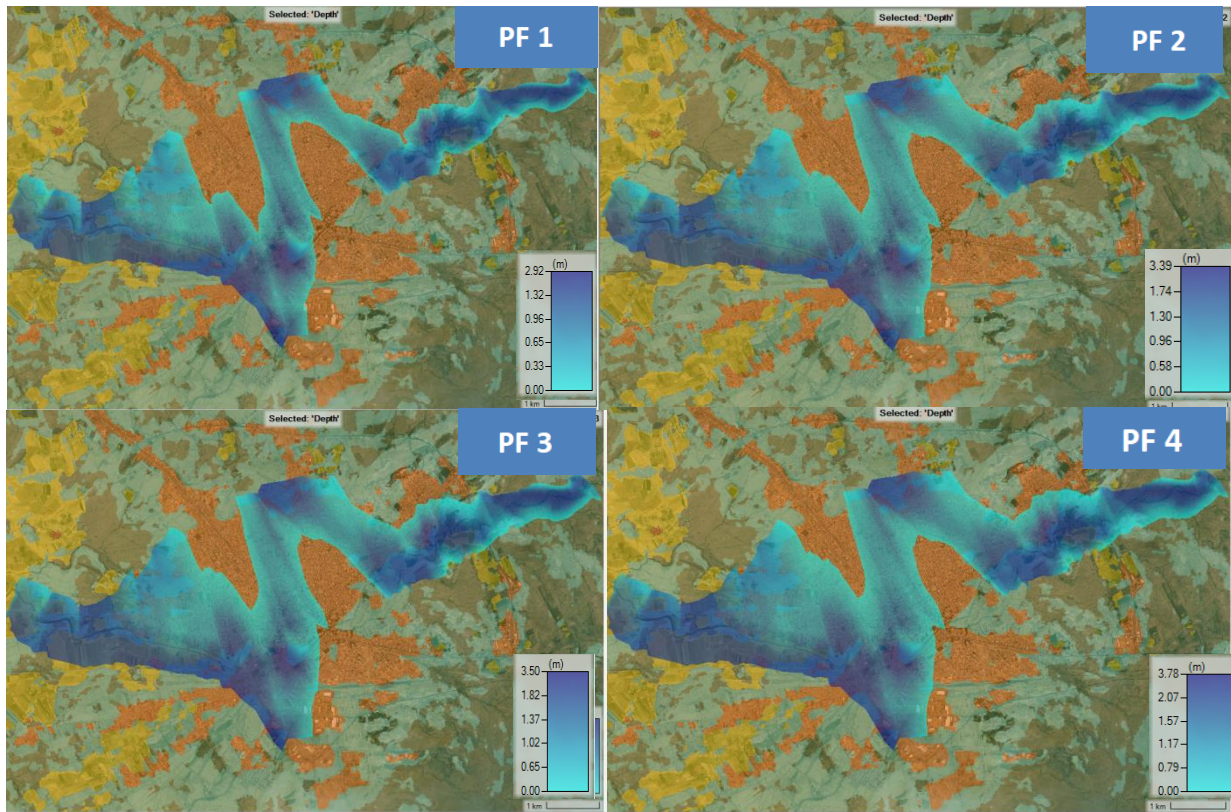 Selected: 'Depth'
PF 1
(m)
2.92
1.32
0.96
0.65
0.33
0.00
1 km
Selected: 'Depth'
2
PF 2
(m)
3.39
1.74
1.30
0.96
0.58
0.00
1 km
Selected: 'Depth'
PF 3
(m)
3.50
1.82
1.37
1.02
0.65
0.00
1 km
Selected: 'Depth'
PF 4
(m)
3.78
2.07
1.57
1.17
0.79
0.00
1 km